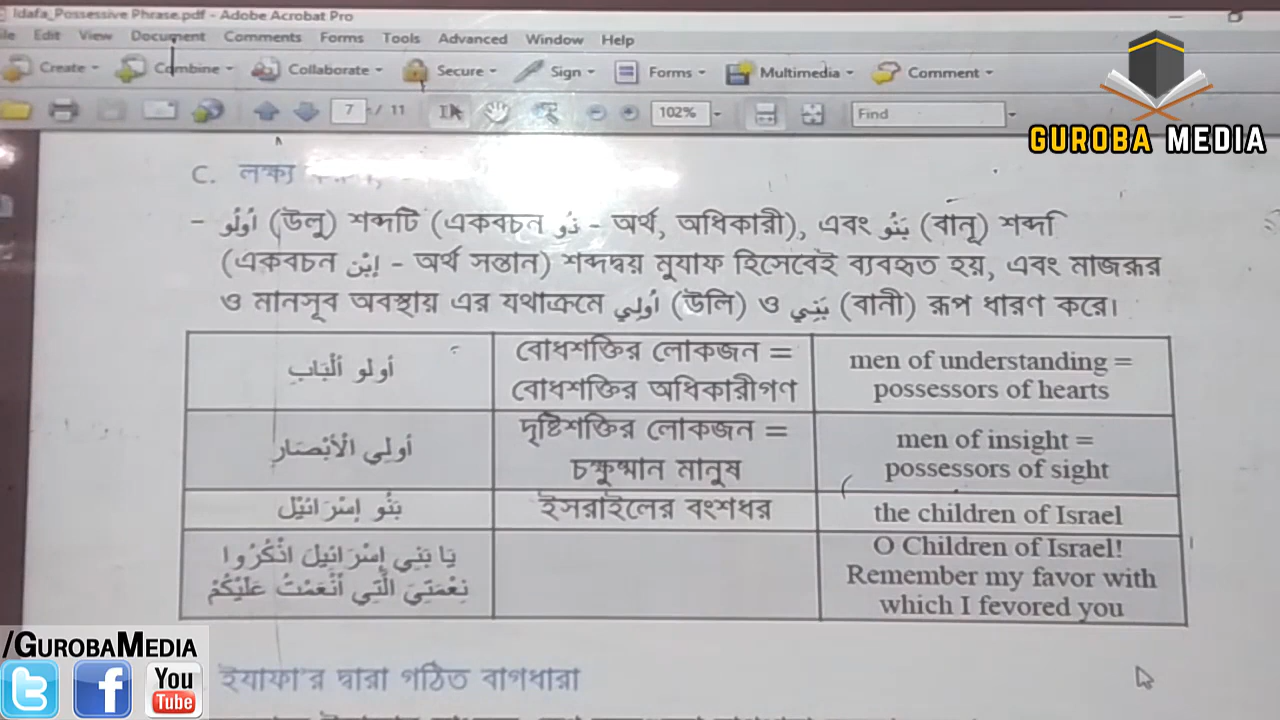 Idafa_Possessive Phrase.pdf - Adobe Acrobat Pro
Edit View Document Comments Forms Tools Advanced Window Help
Create Combine Collaborate Secure Sign Forms Multimedia Comment
7 / 11 102% Find
GUROBA MEDIA
C. লক্ষ্য
- أُولُو (উলূ) শব্দটি (একবচন ذُو - অর্থ, অধিকারী), এবং بَنُو (বানূ) শব্দটি
(একবচন اِبْن - অর্থ সন্তান) শব্দদ্বয় মুযাফ হিসেবেই ব্যবহৃত হয়, এবং মাজরূর
ও মানসূব অবস্থায় এর যথাক্রমে أُولِي (উলি) ও بَنِي (বানী) রূপ ধারণ করে।
أولو ألْبَابِ বোধশক্তির লোকজন = men of understanding =
বোধশক্তির অধিকারীগণ possessors of hearts
أولِي الْأبْصَار দৃষ্টিশক্তির লোকজন = men of insight =
চক্ষুষ্মান মানুষ possessors of sight
بَنُو إسْرَائِيْل ইসরাইলের বংশধর the children of Israel
يَا بَنِي إِسْرَائِيلَ اذْكُرُوا O Children of Israel!
نِعْمَتِيَ الَّتِي أَنْعَمْتُ عَلَيْكُمْ Remember my favor with
which I fevored you
/GUROBAMEDIA
You
Tube
ইযাফা'র দ্বারা গঠিত বাগধারা